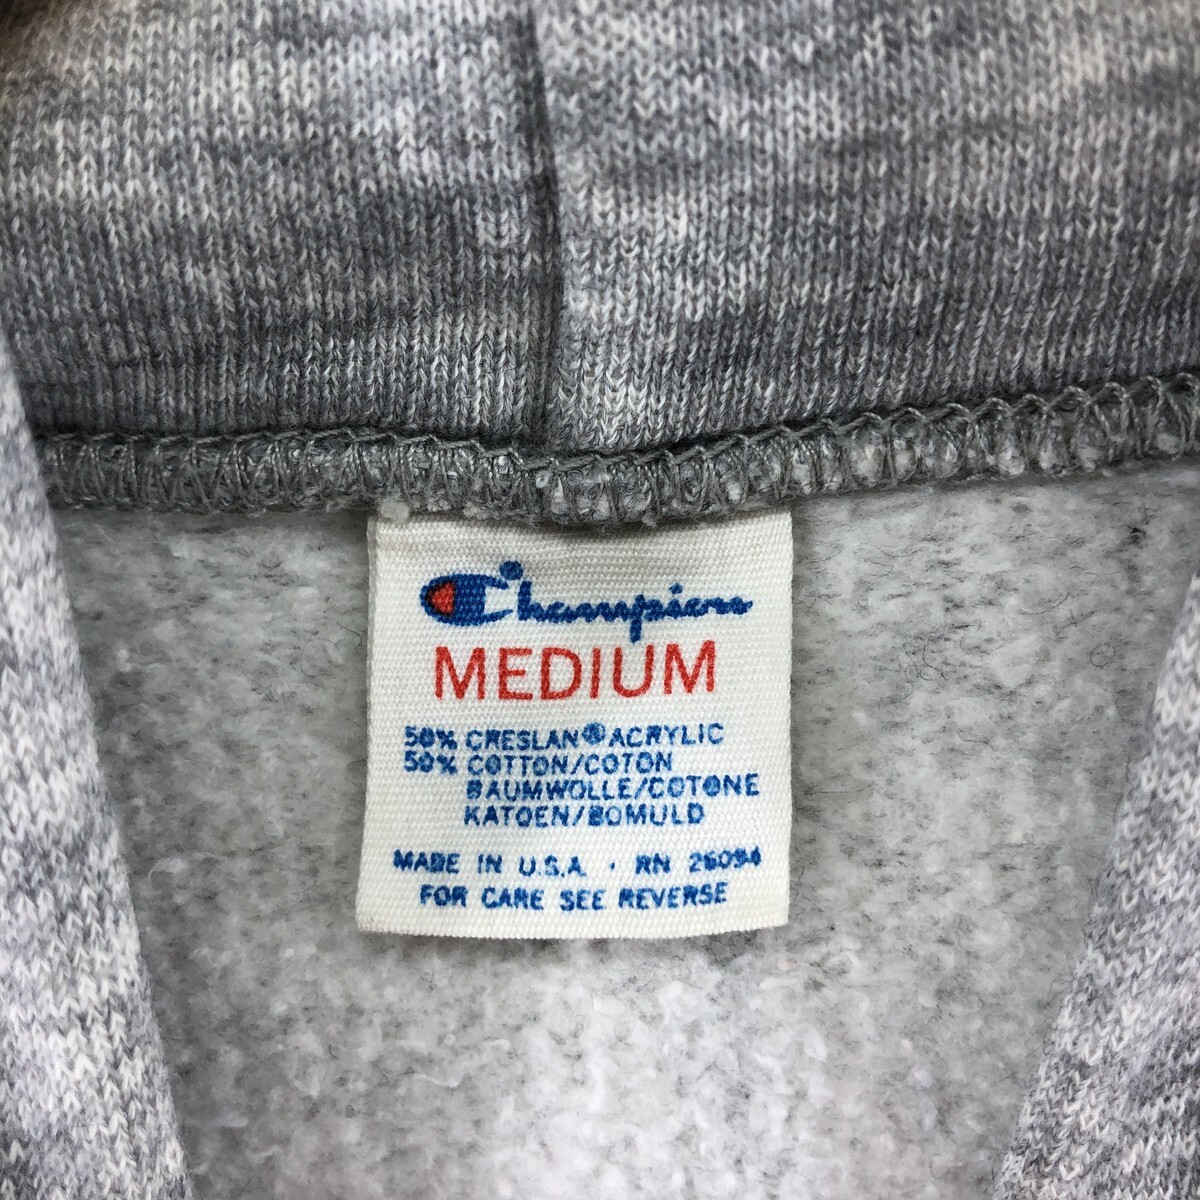 Champion
MEDIUM
50% CRESLAN® ACRYLIC
50% COTTON/COTON
BAUMWOLLE/COTONE
KATOEN/BOMULD
MADE IN U.S.A. · RN 26094
FOR CARE SEE REVERSE